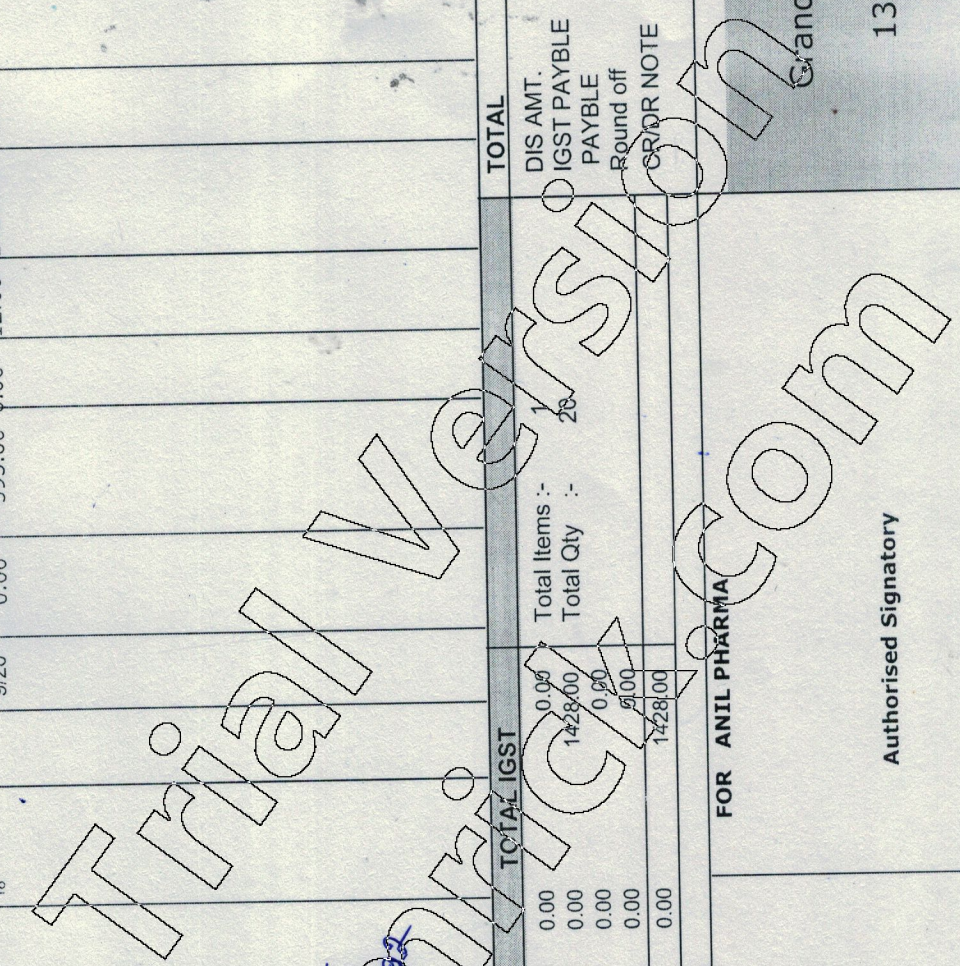 TOTAL IGST
TOTAL
0.00 0.00 Total Items :- 1 DIS AMT.
0.00 1428.00 Total Qty :- 20 IGST PAYBLE
0.00 0.00 PAYBLE
0.00 0.00 Round off
0.00 1428.00 CR/DR NOTE
FOR ANIL PHARMA
Authorised Signatory
Grand
13
Trial Version
.com